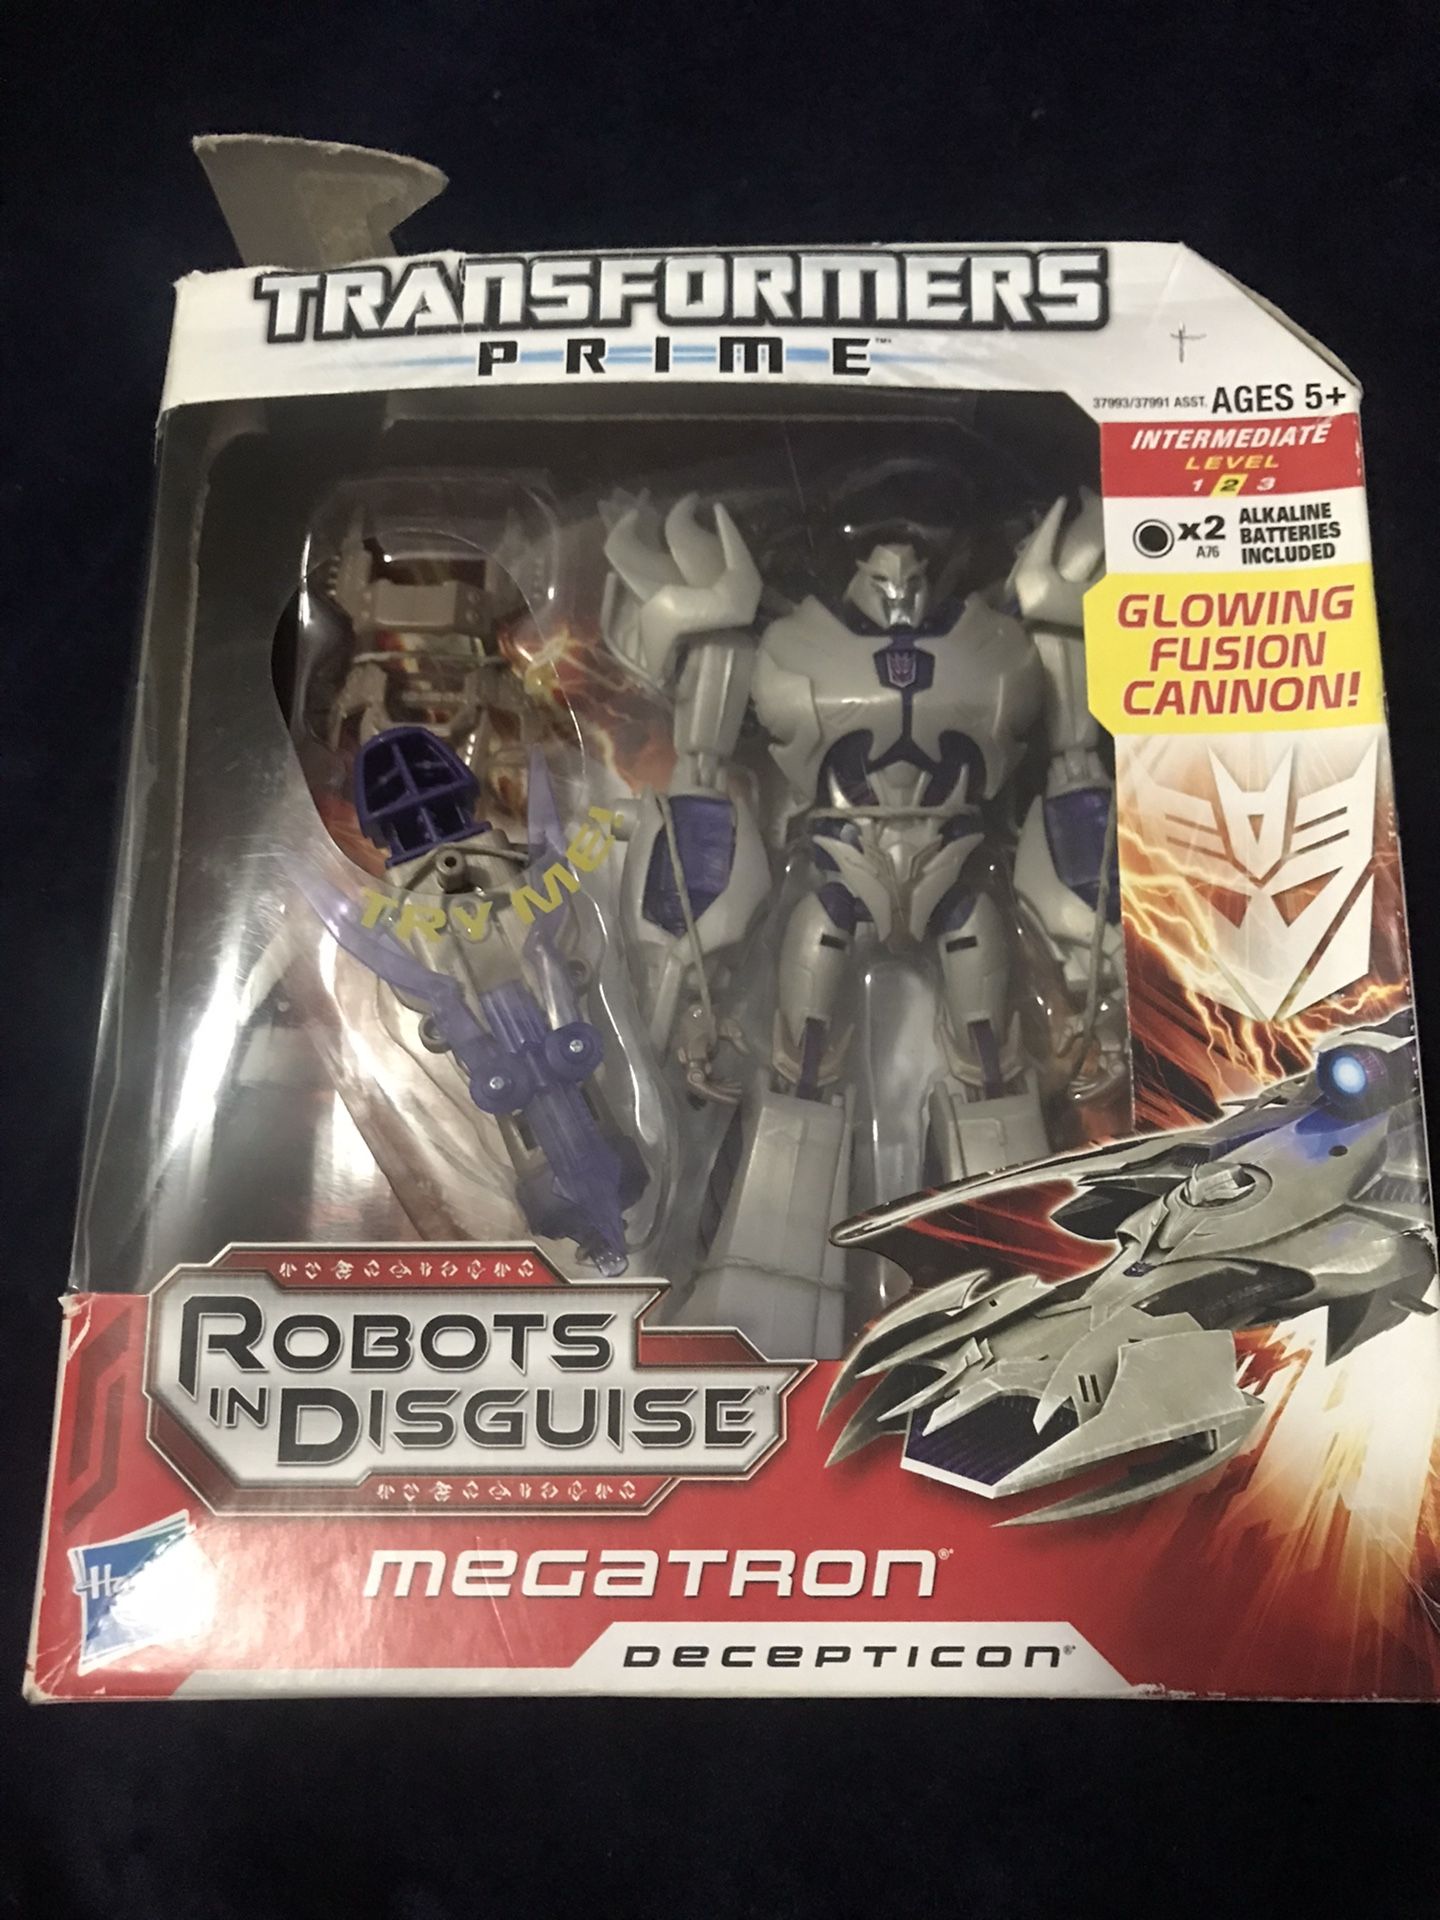 TRANSFORMERS
PRIME™
37993/37991 ASST. AGES 5+
INTERMEDIATE
LEVEL
1 2 3
x2
A76
ALKALINE
BATTERIES
INCLUDED
GLOWING
FUSION
CANNON!
TRY ME!
ROBOTS
IN DISGUISE®
MEGATRON®
DECEPTICON®